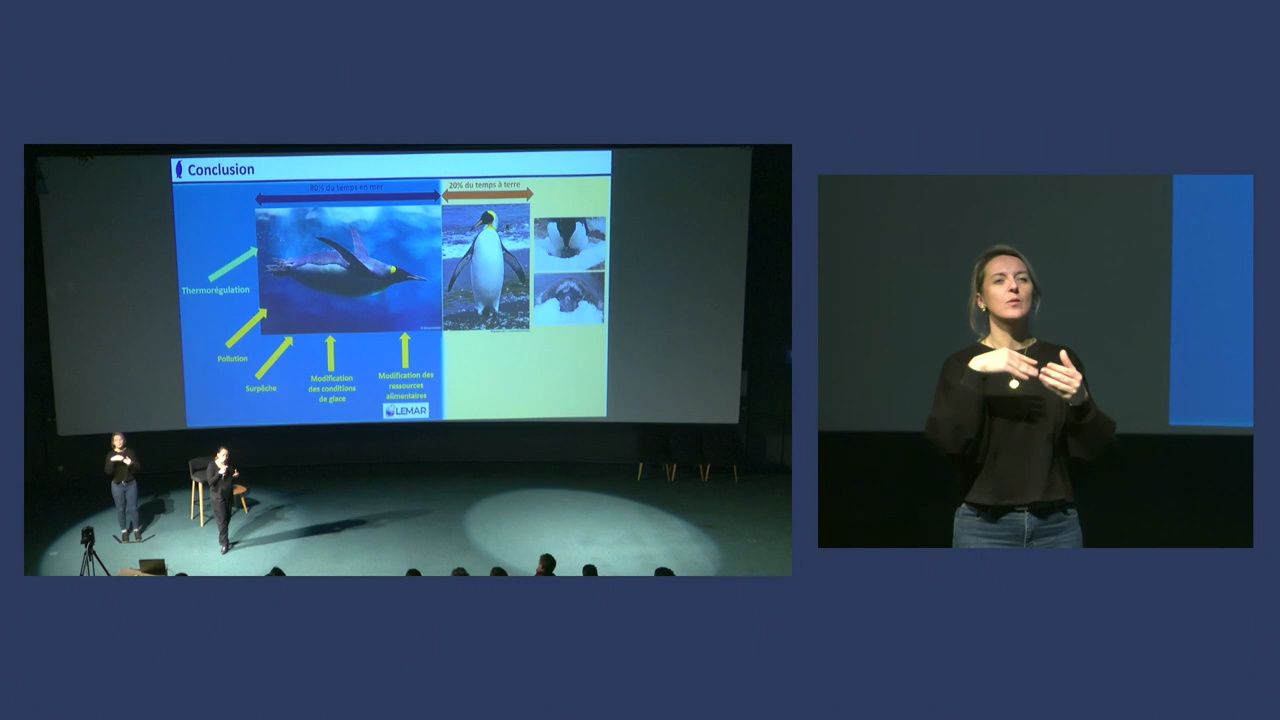 Conclusion
80% du temps en mer
20% du temps à terre
Thermorégulation
Pollution
Surpêche
Modification
des conditions
de glace
Modification des
ressources
alimentaires
LEMAR